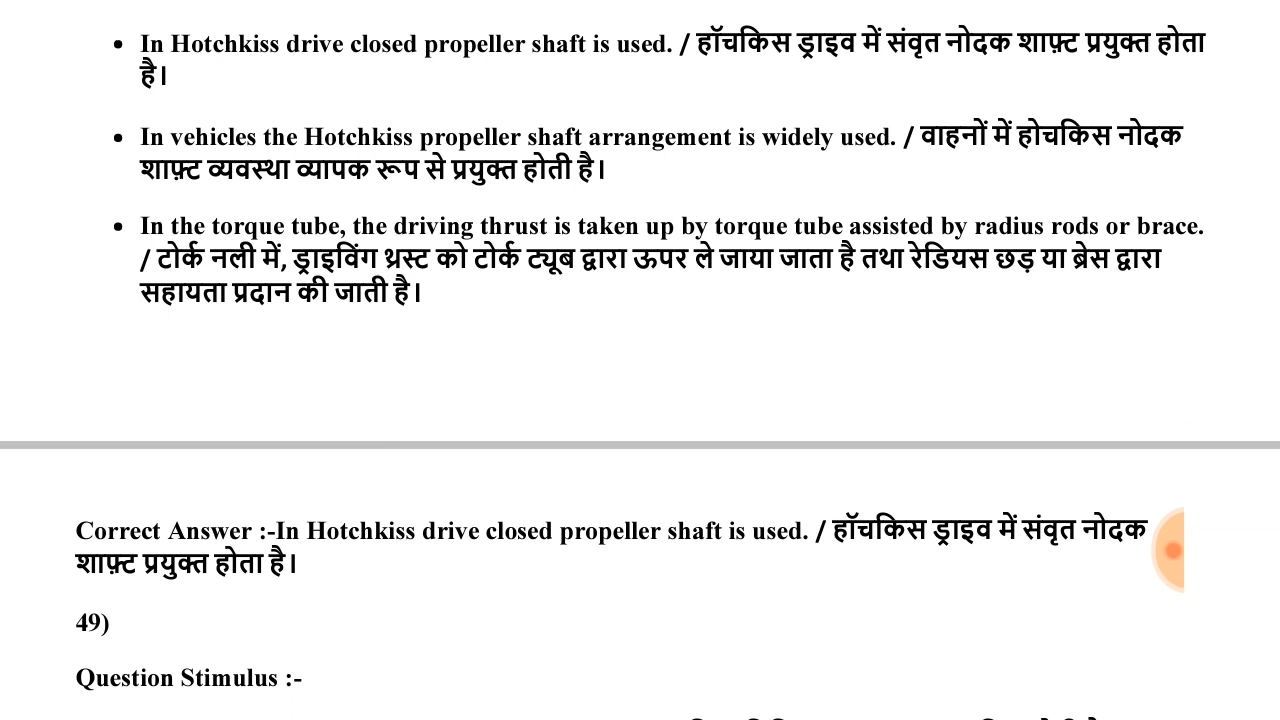 In Hotchkiss drive closed propeller shaft is used. / हॉचकिस ड्राइव में संवृत नोदक शाफ़्ट प्रयुक्त होता
है।
In vehicles the Hotchkiss propeller shaft arrangement is widely used. / वाहनों में होचकिस नोदक
शाफ़्ट व्यवस्था व्यापक रूप से प्रयुक्त होती है।
In the torque tube, the driving thrust is taken up by torque tube assisted by radius rods or brace.
/ टोर्क नली में, ड्राइविंग थ्रस्ट को टोर्क ट्यूब द्वारा ऊपर ले जाया जाता है तथा रेडियस छड़ या ब्रेस द्वारा
सहायता प्रदान की जाती है।
Correct Answer :-In Hotchkiss drive closed propeller shaft is used. / हॉचकिस ड्राइव में संवृत नोदक
शाफ़्ट प्रयुक्त होता है।
49)
Question Stimulus :-